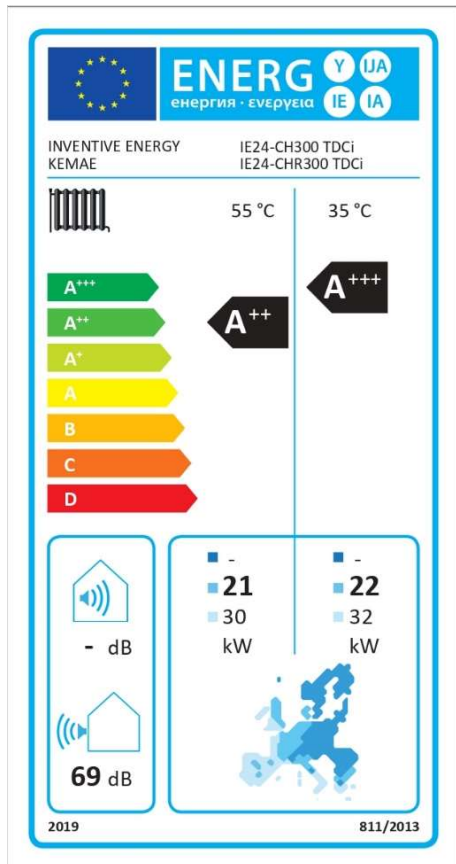 ENERG
енергия · ενεργεια
Y IJA
IE IA
INVENTIVE ENERGY
KEMAE
IE24-CH300 TDCi
IE24-CHR300 TDCi
55 °C
35 °C
A+++
A++
A+
A
B
C
D
A++
A+++
- dB
69 dB
-
21
30
kW
-
22
32
kW
2019
811/2013